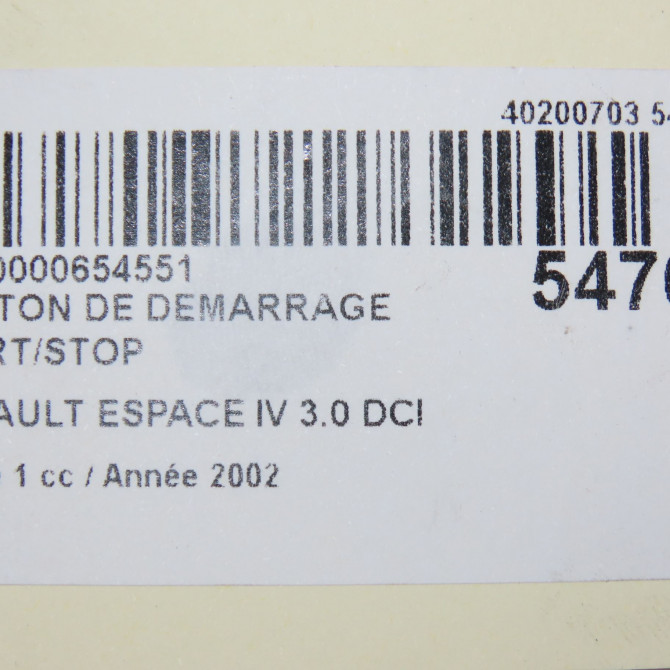 40200703 54
0000654551
5470
TON DE DEMARRAGE
RT/STOP
AULT ESPACE IV 3.0 DCI
1 cc / Année 2002